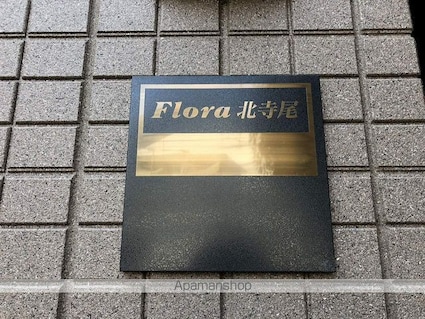 Flora 北寺尾
Apamanshop